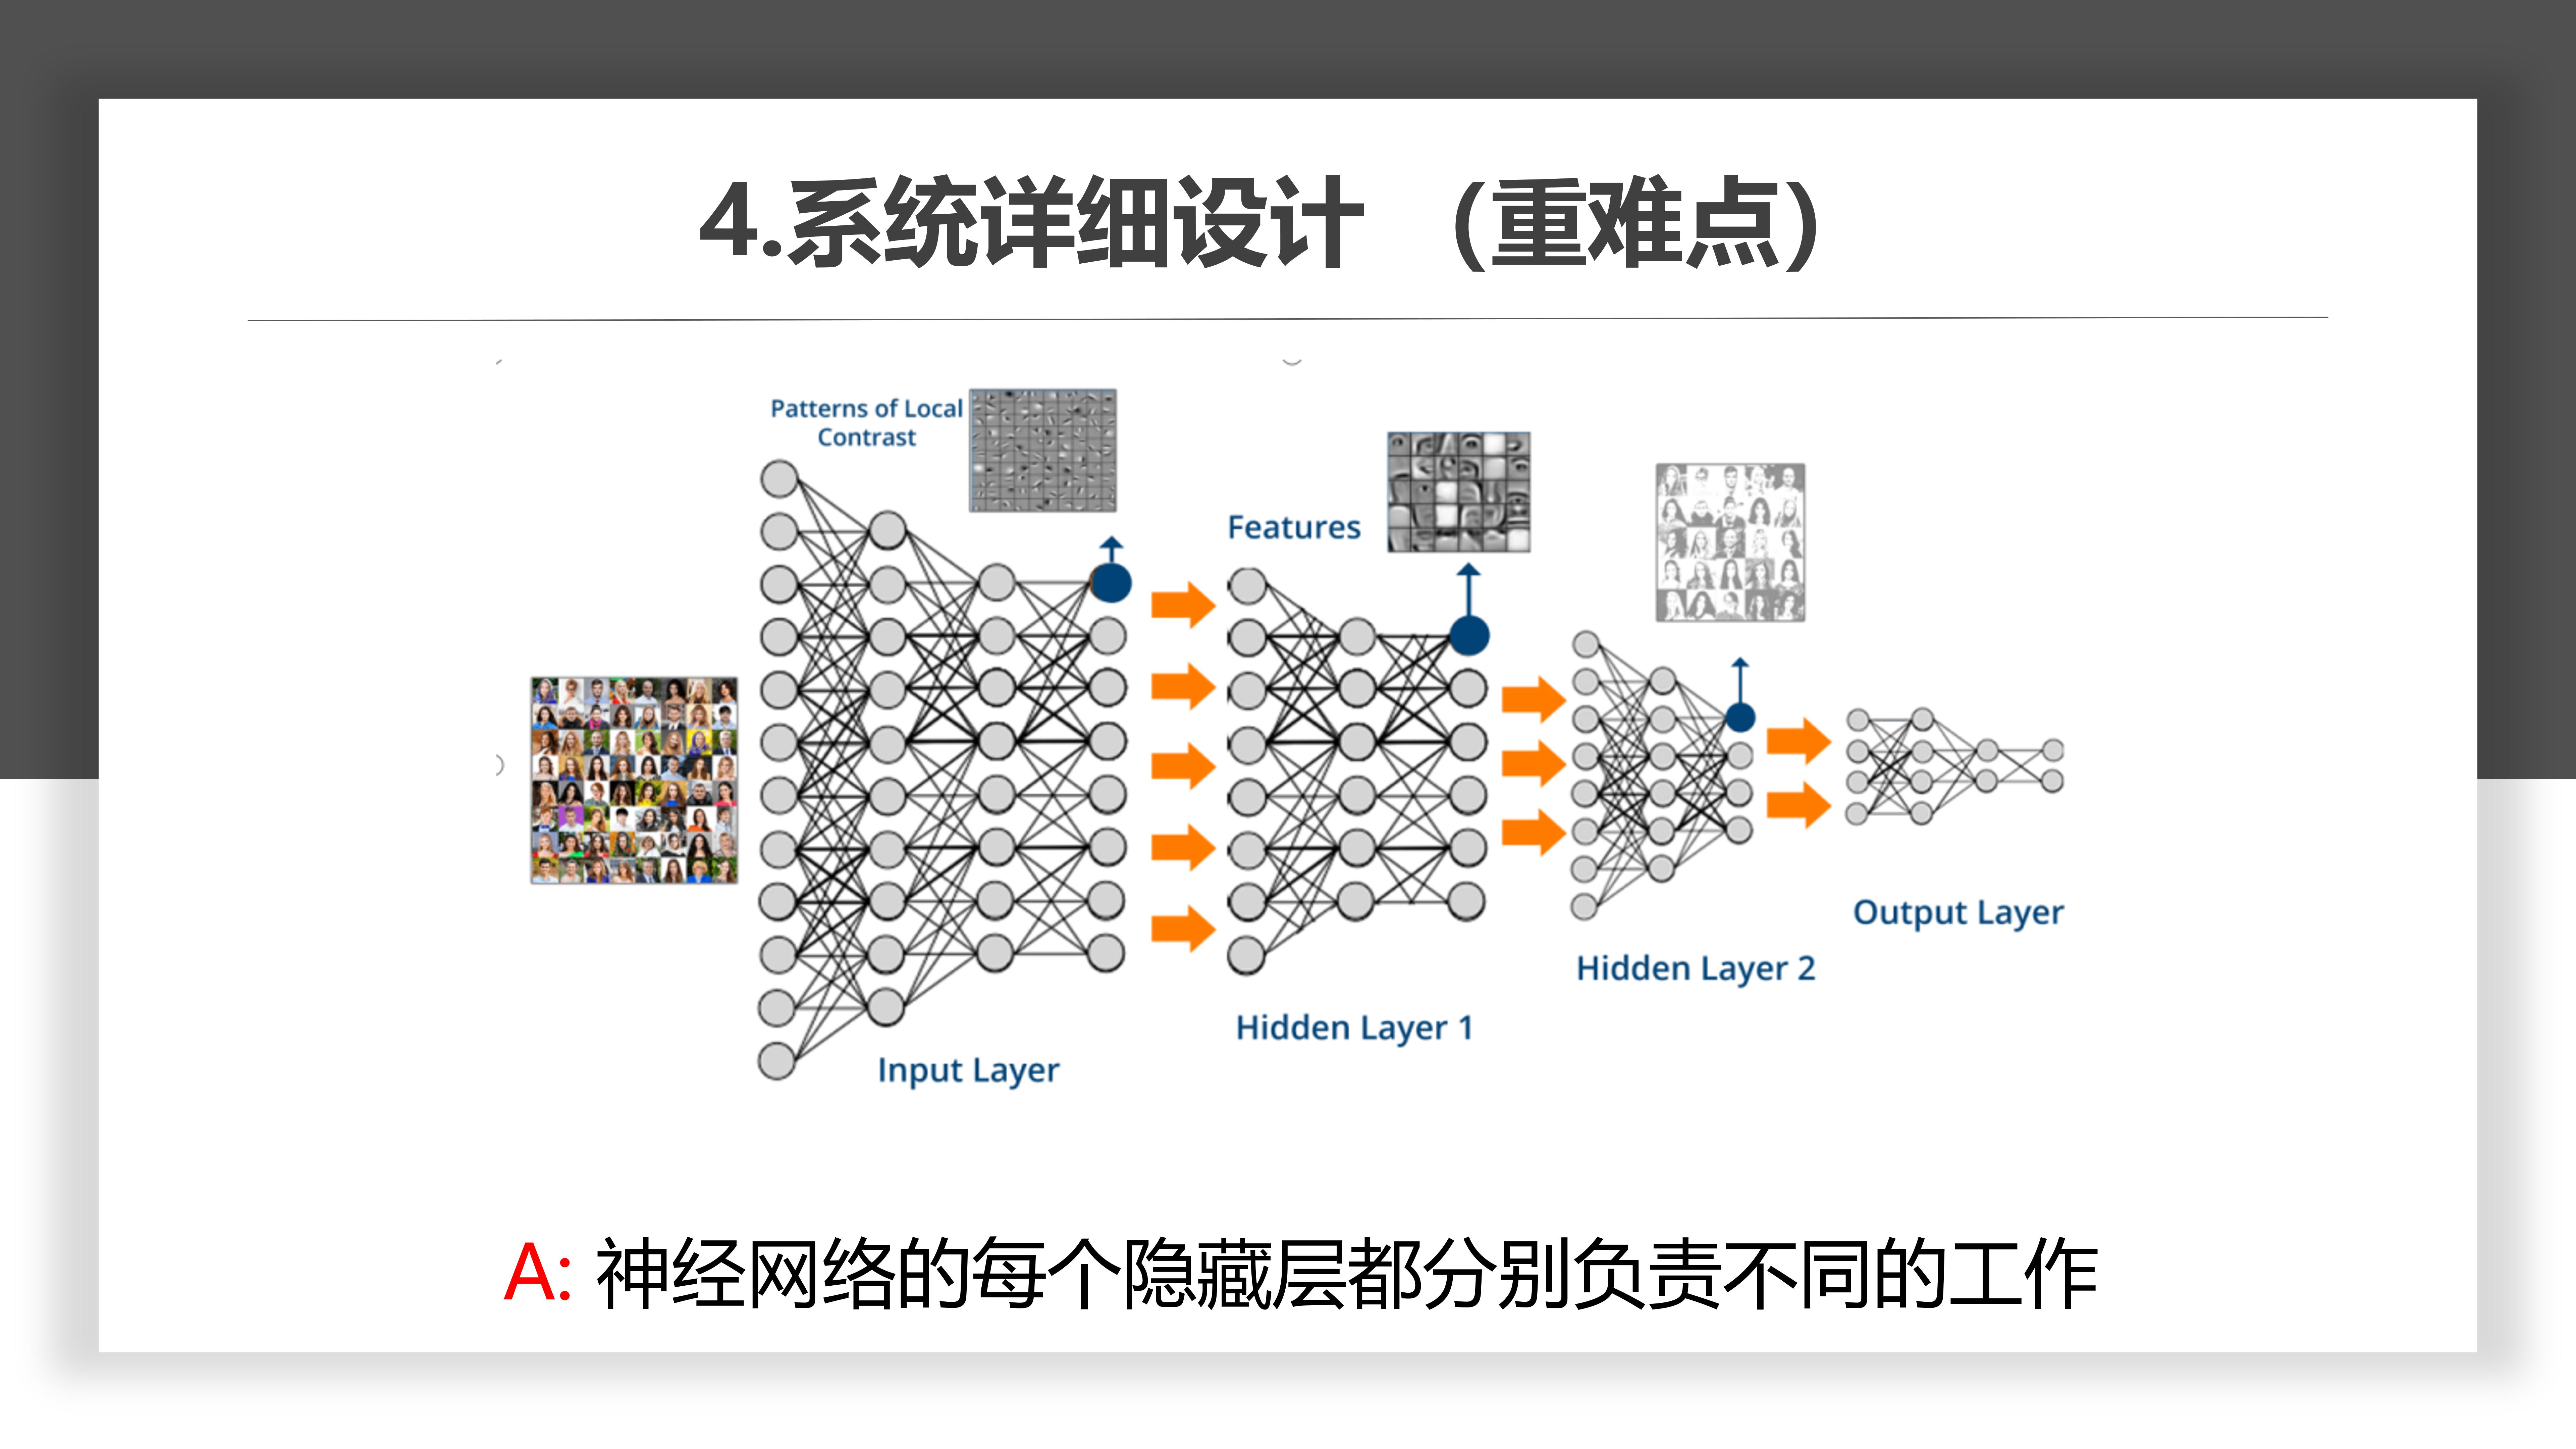 4.系统详细设计 (重难点)
Patterns of Local
Contrast
Features
Output Layer
Hidden Layer 2
Hidden Layer 1
Input Layer
A: 神经网络的每个隐藏层都分别负责不同的工作